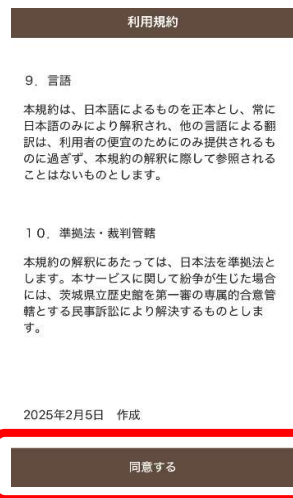 利用規約
９．言語
本規約は、日本語によるものを正本とし、常に
日本語のみにより解釈され、他の言語による翻
訳は、利用者の便宜のためにのみ提供されるも
のに過ぎず、本規約の解釈に際して参照される
ことはないものとします。
１０．準拠法・裁判管轄
本規約の解釈にあたっては、日本法を準拠法と
します。本サービスに関して紛争が生じた場合
には、茨城県立歴史館を第一審の専属的合意管
轄とする民事訴訟により解決するものとしま
す。
2025年2月5日　作成
同意する